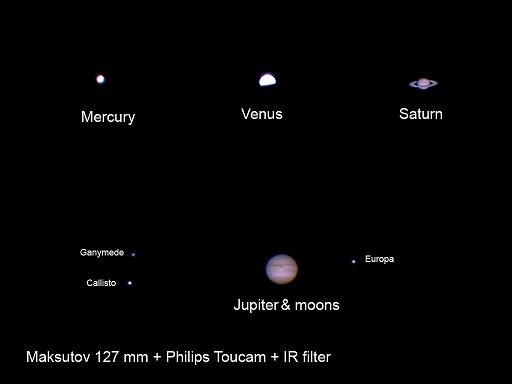 Mercury
Venus
Saturn
Ganymede
Europa
Callisto
Jupiter & moons
Maksutov 127 mm + Philips Toucam + IR filter